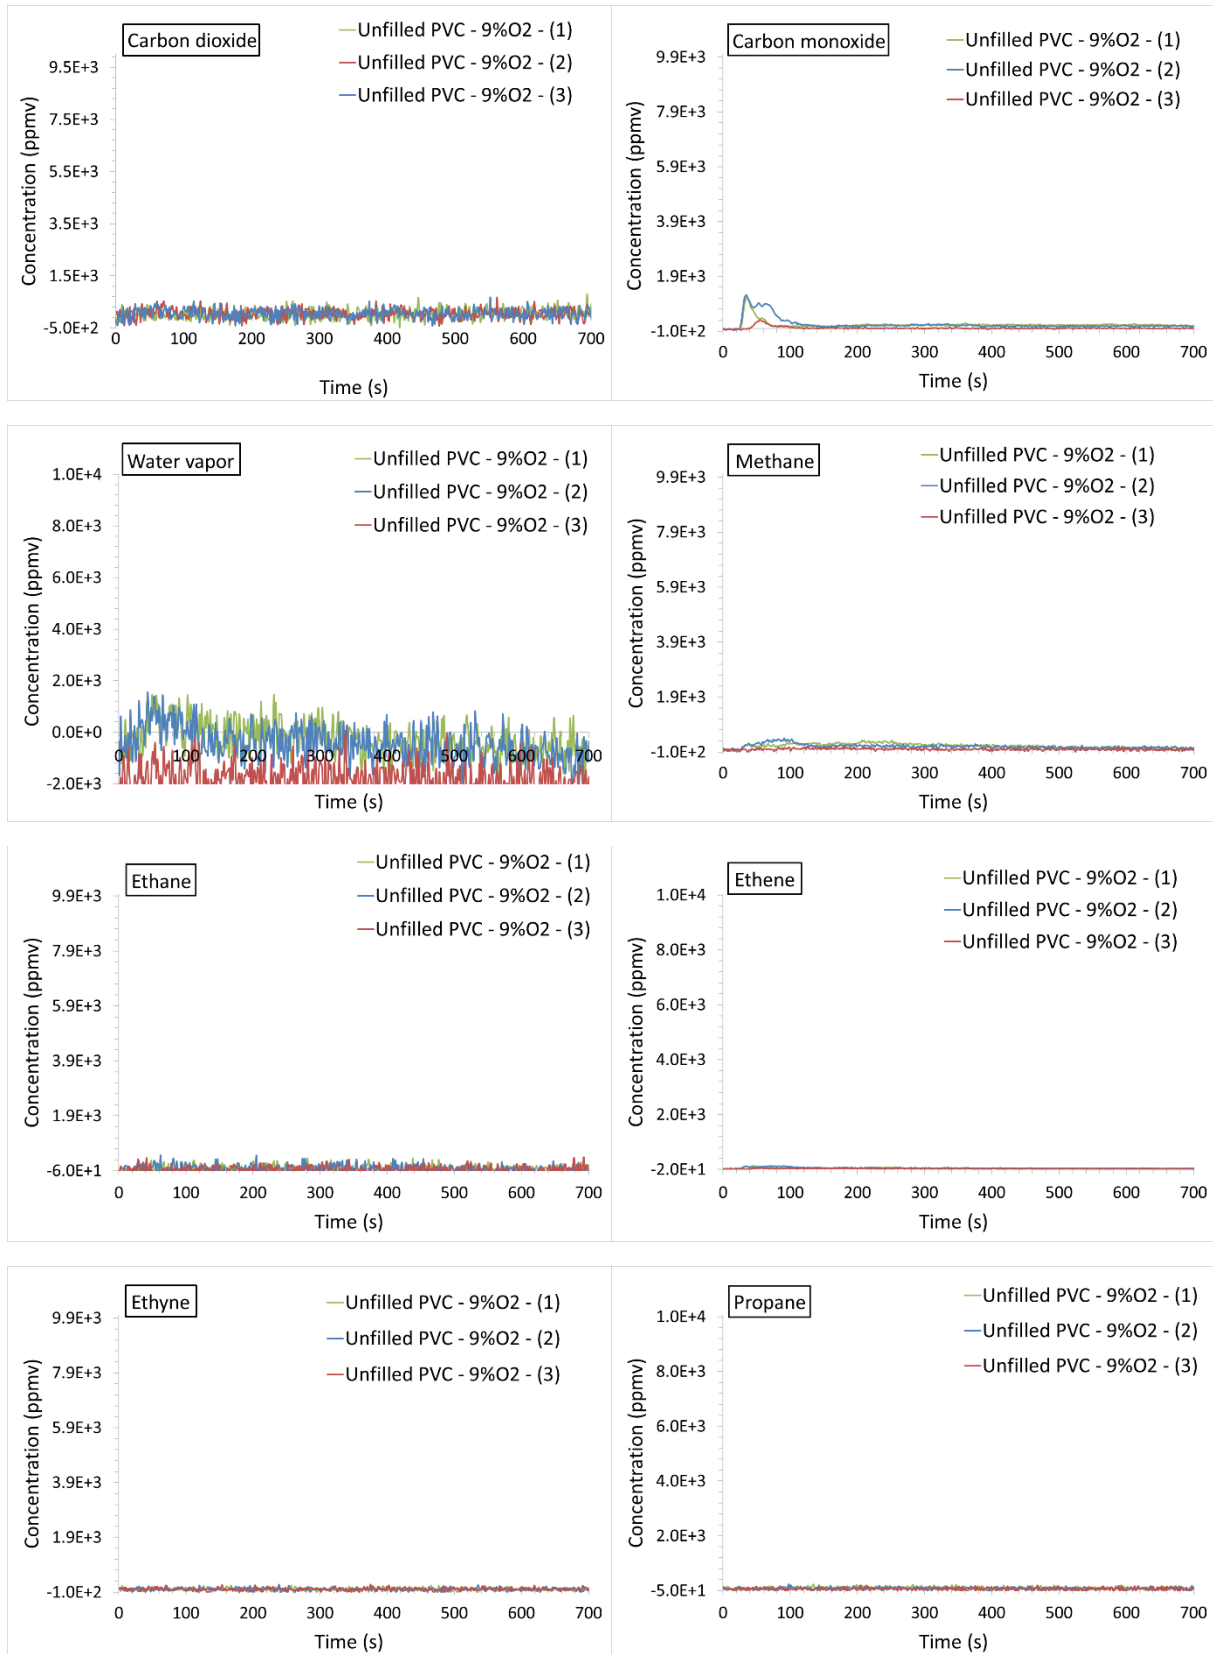 Carbon dioxide
Unfilled PVC - 9%O2 - (1)
Unfilled PVC - 9%O2 - (2)
Unfilled PVC - 9%O2 - (3)
Concentration (ppmv)
9.5E+3
7.5E+3
5.5E+3
3.5E+3
1.5E+3
-5.0E+2
0 100 200 300 400 500 600 700
Time (s)
Carbon monoxide
Unfilled PVC - 9%O2 - (1)
Unfilled PVC - 9%O2 - (2)
Unfilled PVC - 9%O2 - (3)
Concentration (ppmv)
9.9E+3
7.9E+3
5.9E+3
3.9E+3
1.9E+3
-1.0E+2
0 100 200 300 400 500 600 700
Time (s)
Water vapor
Unfilled PVC - 9%O2 - (1)
Unfilled PVC - 9%O2 - (2)
Unfilled PVC - 9%O2 - (3)
Concentration (ppmv)
1.0E+4
8.0E+3
6.0E+3
4.0E+3
2.0E+3
0.0E+0
-2.0E+3
0 100 200 300 400 500 600 700
Time (s)
Methane
Unfilled PVC - 9%O2 - (1)
Unfilled PVC - 9%O2 - (2)
Unfilled PVC - 9%O2 - (3)
Concentration (ppmv)
9.9E+3
7.9E+3
5.9E+3
3.9E+3
1.9E+3
-1.0E+2
0 100 200 300 400 500 600 700
Time (s)
Ethane
Unfilled PVC - 9%O2 - (1)
Unfilled PVC - 9%O2 - (2)
Unfilled PVC - 9%O2 - (3)
Concentration (ppmv)
9.9E+3
7.9E+3
5.9E+3
3.9E+3
1.9E+3
-6.0E+1
0 100 200 300 400 500 600 700
Time (s)
Ethene
Unfilled PVC - 9%O2 - (1)
Unfilled PVC - 9%O2 - (2)
Unfilled PVC - 9%O2 - (3)
Concentration (ppmv)
1.0E+4
8.0E+3
6.0E+3
4.0E+3
2.0E+3
-2.0E+1
0 100 200 300 400 500 600 700
Time (s)
Ethyne
Unfilled PVC - 9%O2 - (1)
Unfilled PVC - 9%O2 - (2)
Unfilled PVC - 9%O2 - (3)
Concentration (ppmv)
9.9E+3
7.9E+3
5.9E+3
3.9E+3
1.9E+3
-1.0E+2
0 100 200 300 400 500 600 700
Time (s)
Propane
Unfilled PVC - 9%O2 - (1)
Unfilled PVC - 9%O2 - (2)
Unfilled PVC - 9%O2 - (3)
Concentration (ppmv)
1.0E+4
8.0E+3
6.0E+3
4.0E+3
2.0E+3
-5.0E+1
0 100 200 300 400 500 600 700
Time (s)